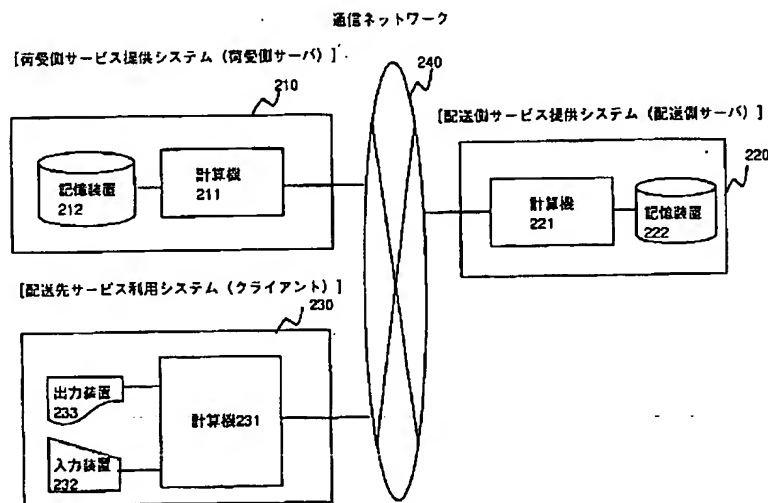 通信ネットワーク
[荷受側サービス提供システム（荷受側サーバ）]
210
240
記憶装置
212
計算機
211
[配送側サービス提供システム（配送側サーバ）]
220
計算機
221
記憶装置
222
[配送先サービス利用システム（クライアント）]
230
出力装置
233
計算機231
入力装置
232